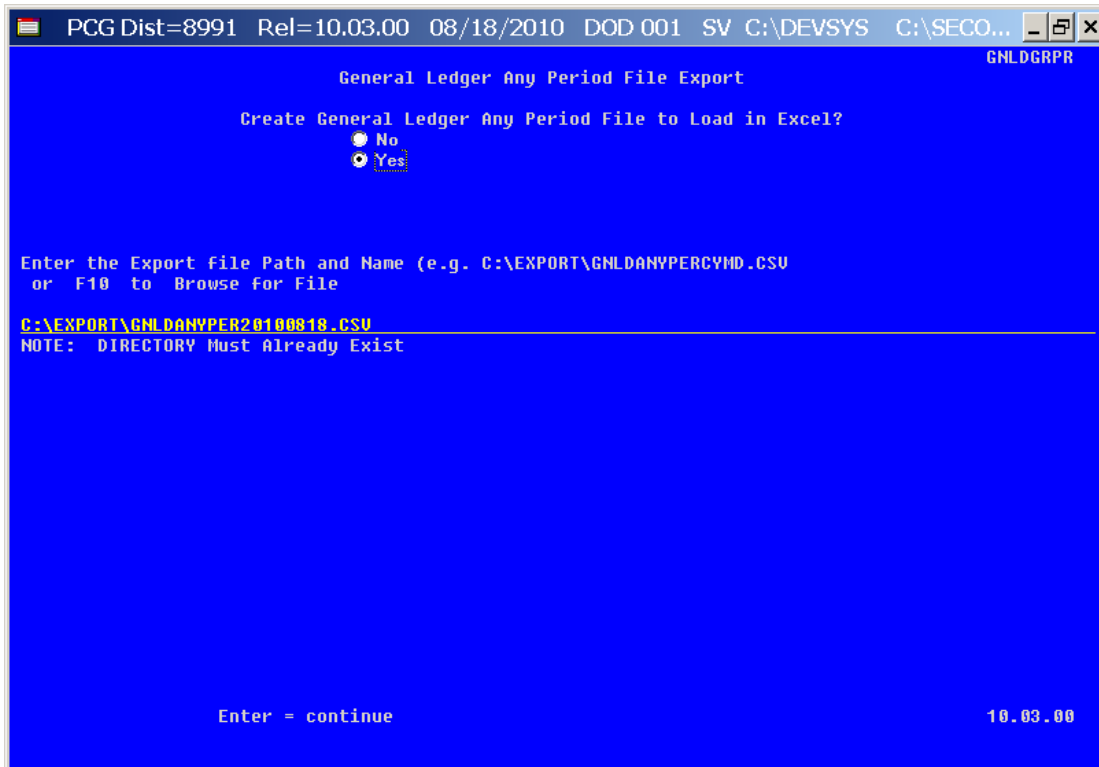 PCG Dist=8991 Rel=10.03.00 08/18/2010 DOD 001 SV C:\DEVSYS C:\SECO...
GNLDGRPR
General Ledger Any Period File Export
Create General Ledger Any Period File to Load in Excel?
No
Yes
Enter the Export file Path and Name (e.g. C:\EXPORT\GNLDANYPERCYMD.CSV
or F10 to Browse for File
C:\EXPORT\GNLDANYPER20100818.CSV
NOTE: DIRECTORY Must Already Exist
Enter = continue
10.03.00